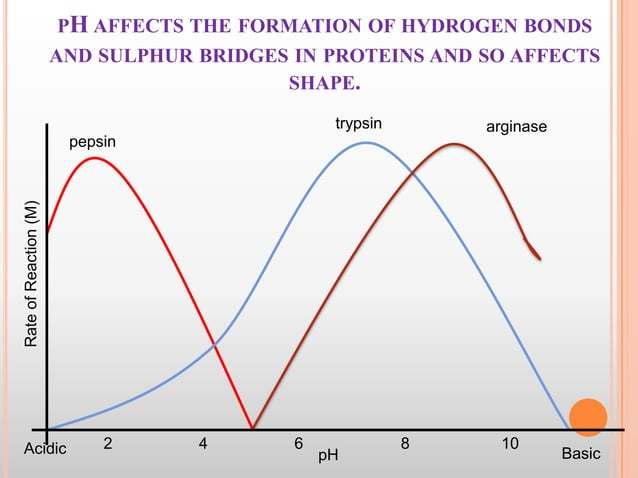 PH AFFECTS THE FORMATION OF HYDROGEN BONDS
AND SULPHUR BRIDGES IN PROTEINS AND SO AFFECTS
SHAPE.
trypsin
arginase
pepsin
Rate of Reaction (M)
Acidic
2
4
6
8
10
pH
Basic